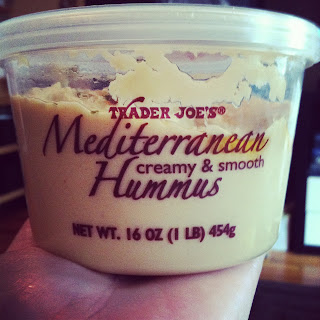 TRADER JOE'S®
Mediterranean
creamy & smooth
Hummus
NET WT. 16 OZ (1 LB) 454g